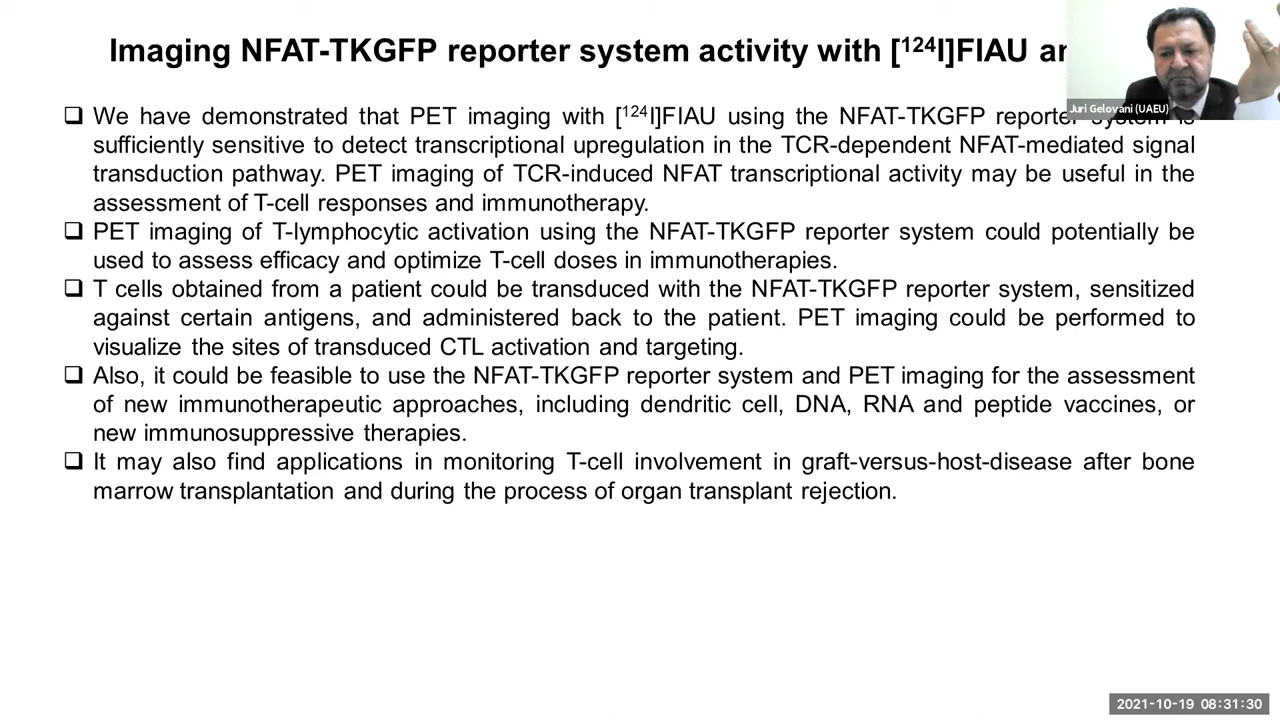 Imaging NFAT-TKGFP reporter system activity with [¹²⁴I]FIAU
Juri Gelovani (UAEU)
❑ We have demonstrated that PET imaging with [¹²⁴I]FIAU using the NFAT-TKGFP reporter system is
sufficiently sensitive to detect transcriptional upregulation in the TCR-dependent NFAT-mediated signal
transduction pathway. PET imaging of TCR-induced NFAT transcriptional activity may be useful in the
assessment of T-cell responses and immunotherapy.
❑ PET imaging of T-lymphocytic activation using the NFAT-TKGFP reporter system could potentially be
used to assess efficacy and optimize T-cell doses in immunotherapies.
❑ T cells obtained from a patient could be transduced with the NFAT-TKGFP reporter system, sensitized
against certain antigens, and administered back to the patient. PET imaging could be performed to
visualize the sites of transduced CTL activation and targeting.
❑ Also, it could be feasible to use the NFAT-TKGFP reporter system and PET imaging for the assessment
of new immunotherapeutic approaches, including dendritic cell, DNA, RNA and peptide vaccines, or
new immunosuppressive therapies.
❑ It may also find applications in monitoring T-cell involvement in graft-versus-host-disease after bone
marrow transplantation and during the process of organ transplant rejection.
2021-10-19 08:31:30